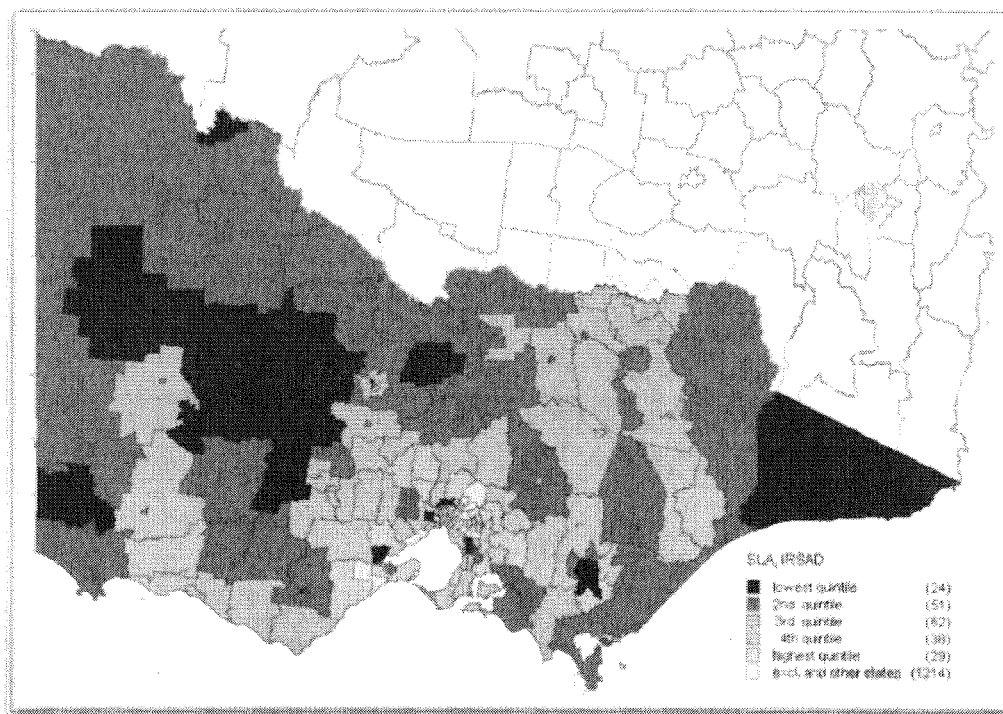 SLA, IRSAD
lowest quintile (24)
2nd quintile (51)
3rd quintile (62)
4th quintile (38)
highest quintile (29)
excl. and other states (1214)